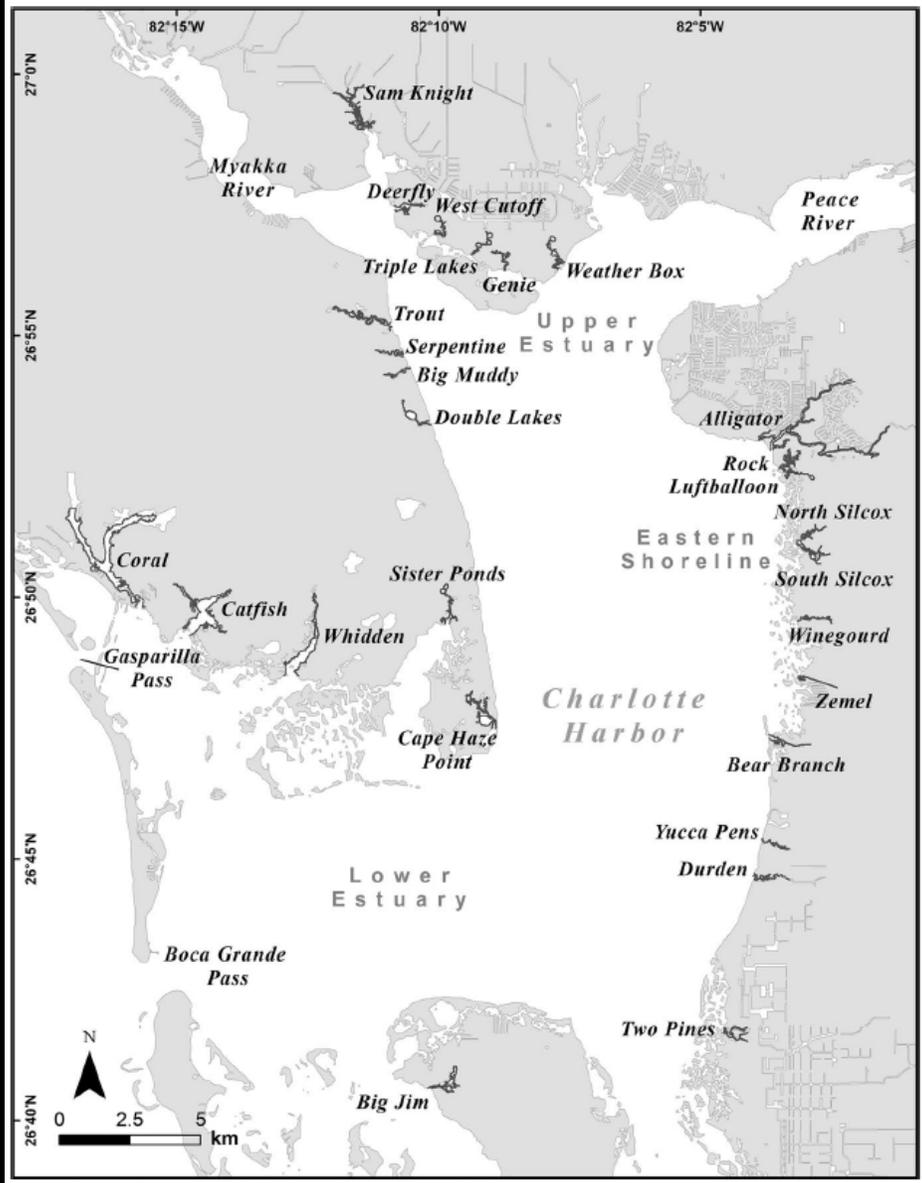 82°15'W
82°10'W
82°5'W
27°0'N
Sam Knight
Myakka
River
Deerfly
West Cutoff
Peace
River
Triple Lakes
Genie
Weather Box
Trout
Upper
Estuary
26°55'N
Serpentine
Big Muddy
Double Lakes
Alligator
Rock
Luftballoon
North Silcox
Eastern
Shoreline
Coral
Sister Ponds
South Silcox
26°50'N
Catfish
Whidden
Winegourd
Gasparilla
Pass
Zemel
Charlotte
Harbor
Cape Haze
Point
Bear Branch
Yucca Pens
26°45'N
Durden
Lower
Estuary
Boca Grande
Pass
Two Pines
N
Big Jim
26°40'N
0 2.5 5
km